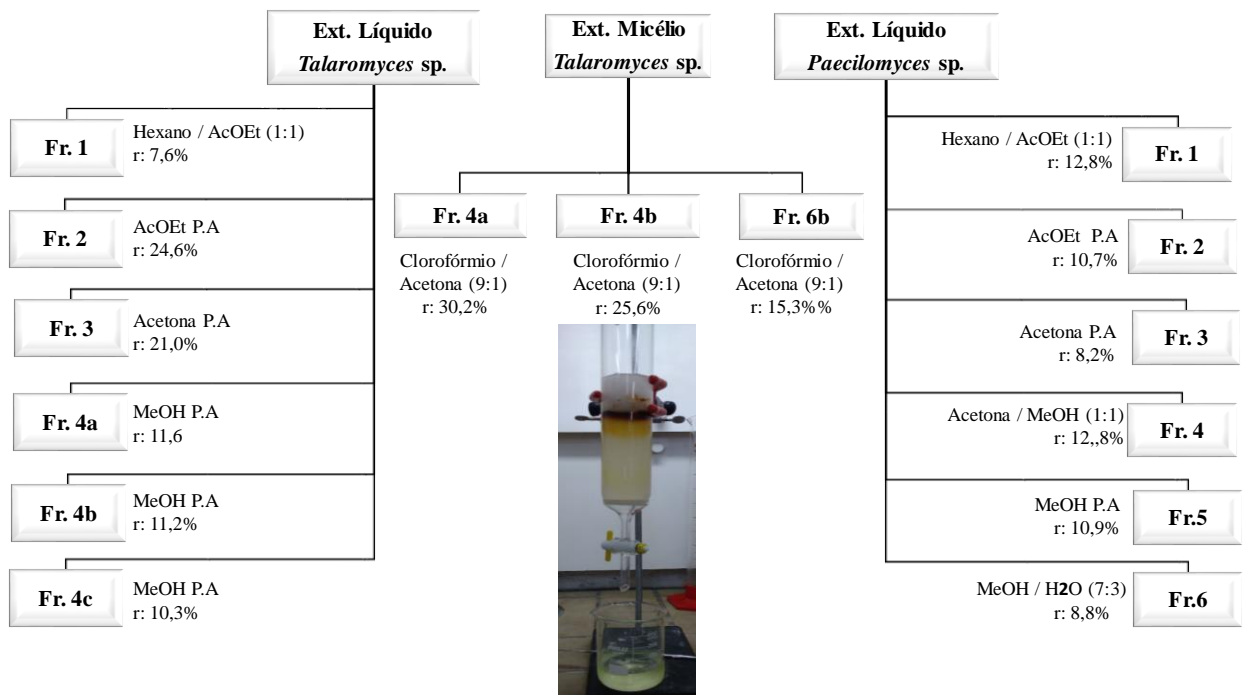 Ext. Líquido
Talaromyces sp.
Fr. 1
Hexano / AcOEt (1:1)
r: 7,6%
Fr. 2
AcOEt P.A
r: 24,6%
Fr. 3
Acetona P.A
r: 21,0%
Fr. 4a
MeOH P.A
r: 11,6
Fr. 4b
MeOH P.A
r: 11,2%
Fr. 4c
MeOH P.A
r: 10,3%
Ext. Micélio
Talaromyces sp.
Fr. 4a
Clorofórmio /
Acetona (9:1)
r: 30,2%
Fr. 4b
Clorofórmio /
Acetona (9:1)
r: 25,6%
Fr. 6b
Clorofórmio /
Acetona (9:1)
r: 15,3%%
Ext. Líquido
Paecilomyces sp.
Hexano / AcOEt (1:1)
r: 12,8%
Fr. 1
AcOEt P.A
r: 10,7%
Fr. 2
Acetona P.A
r: 8,2%
Fr. 3
Acetona / MeOH (1:1)
r: 12,,8%
Fr. 4
MeOH P.A
r: 10,9%
Fr.5
MeOH / H2O (7:3)
r: 8,8%
Fr.6